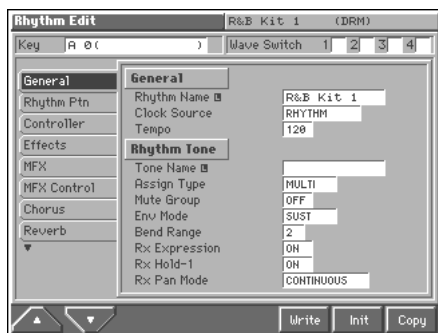 Rhythm Edit R&B Kit 1 (DRM)
Key A 0( ) Wave Switch 1 2 3 4
General
Rhythm Ptn
Controller
Effects
MFX
MFX Control
Chorus
Reverb
General
Rhythm Name R&B Kit 1
Clock Source RHYTHM
Tempo 120
Rhythm Tone
Tone Name
Assign Type MULTI
Mute Group OFF
Env Mode SUST
Bend Range 2
Rx Expression ON
Rx Hold-1 ON
Rx Pan Mode CONTINUOUS
Write Init Copy